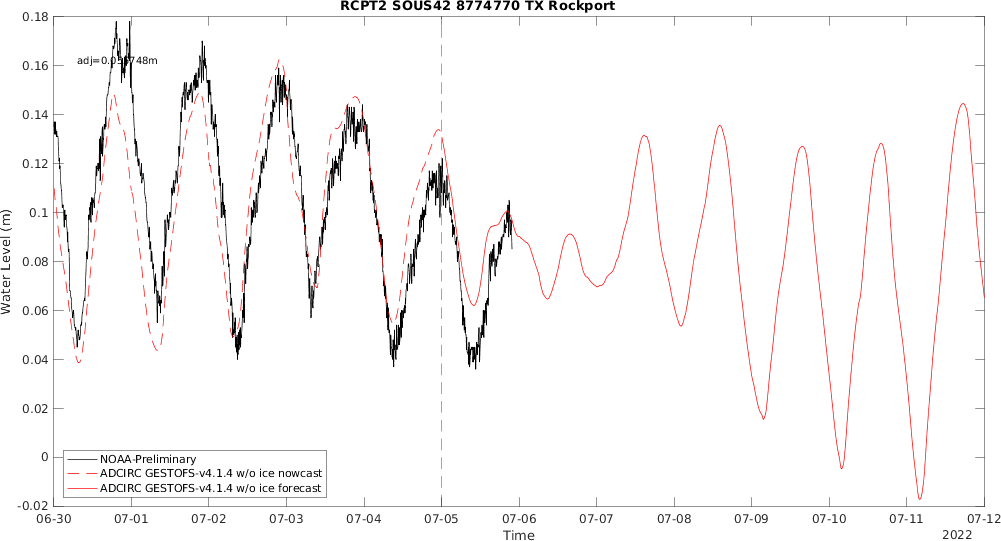 RCPT2 SOUS42 8774770 TX Rockport
0.18
0.16
0.14
0.12
0.1
0.08
0.06
0.04
0.02
0
-0.02
Water Level (m)
NOAA-Preliminary
ADCIRC GESTOFS-v4.1.4 w/o ice nowcast
ADCIRC GESTOFS-v4.1.4 w/o ice forecast
06-30 07-01 07-02 07-03 07-04 07-05 07-06 07-07 07-08 07-09 07-10 07-11 07-12
Time
2022